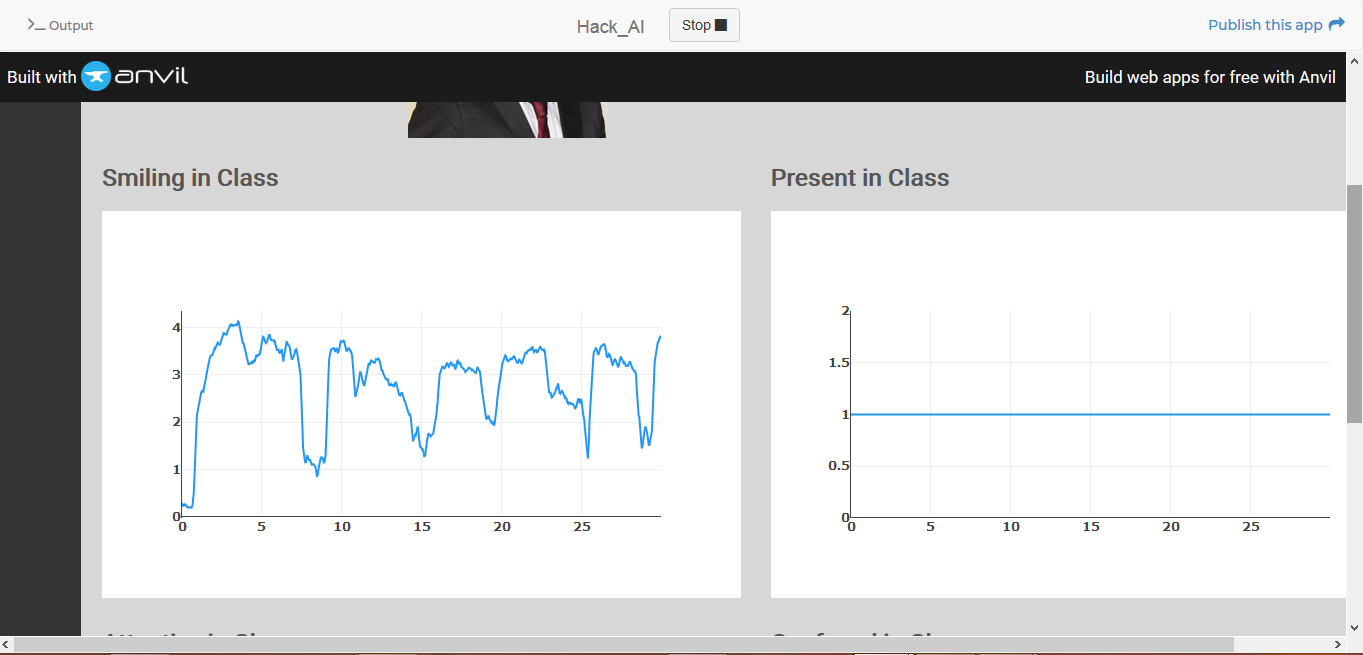 >_ Output
Hack_AI
Stop
Publish this app
Built with anvil
Build web apps for free with Anvil
Smiling in Class
Present in Class
4
3
2
1
0
0 5 10 15 20 25
2
1.5
1
0.5
0
0 5 10 15 20 25